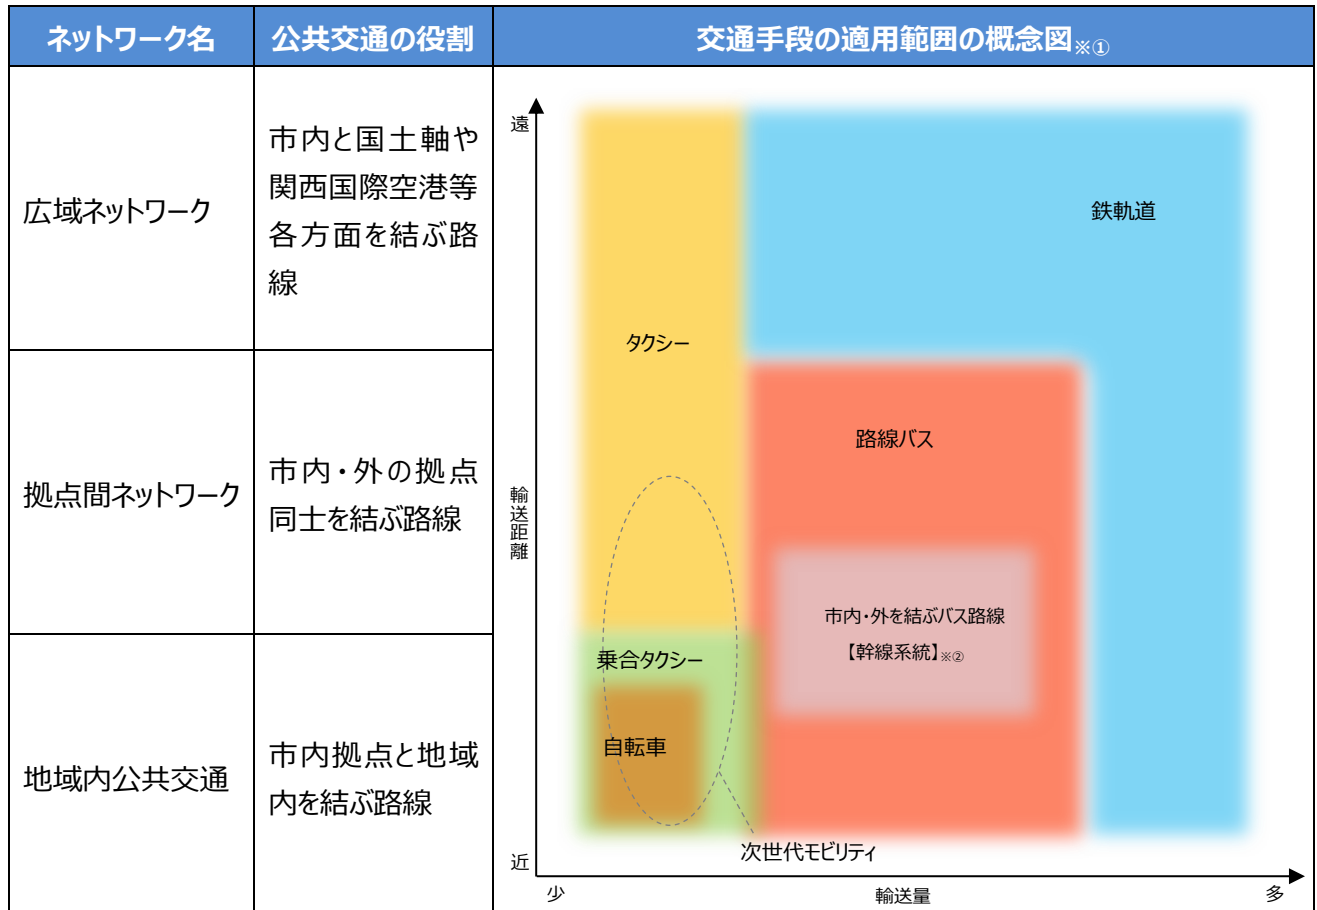 ネットワーク名
公共交通の役割
交通手段の適用範囲の概念図※①
広域ネットワーク
市内と国土軸や
関西国際空港等
各方面を結ぶ路
線
拠点間ネットワーク
市内・外の拠点
同士を結ぶ路線
地域内公共交通
市内拠点と地域
内を結ぶ路線
遠
輸送距離
近
少
輸送量
多
鉄軌道
タクシー
路線バス
市内・外を結ぶバス路線
【幹線系統】※②
乗合タクシー
自転車
次世代モビリティ